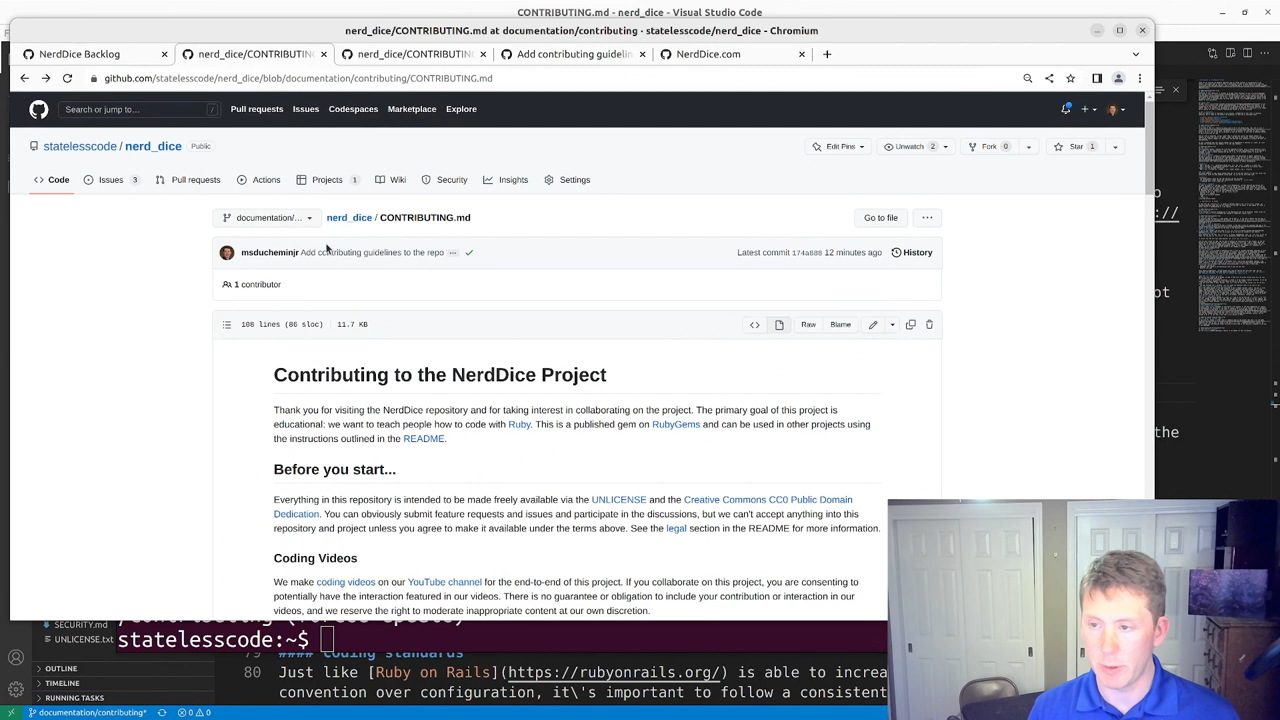 CONTRIBUTING.md - nerd_dice - Visual Studio Code
nerd_dice/CONTRIBUTING.md at documentation/contributing · statelesscode/nerd_dice - Chromium
NerdDice Backlog
nerd_dice/CONTRIBUTIN
nerd_dice/CONTRIBUTING.
Add contributing guidelin
NerdDice.com
github.com/statelesscode/nerd_dice/blob/documentation/contributing/CONTRIBUTING.md
Search or jump to...
/
Pull requests
Issues
Codespaces
Marketplace
Explore
statelesscode / nerd_dice
Public
Edit Pins
Unwatch 2
Fork 0
Star 1
Code
Issues 3
Pull requests
Actions
Projects 1
Wiki
Security
Settings
documentation/...
nerd_dice / CONTRIBUTING.md
Go to file
msducheminjr Add contributing guidelines to the repo
Latest commit 174a888 12 minutes ago
History
1 contributor
108 lines (86 sloc)
11.7 KB
Raw
Blame
Contributing to the NerdDice Project
Thank you for visiting the NerdDice repository and for taking interest in collaborating on the project. The primary goal of this project is
educational: we want to teach people how to code with Ruby. This is a published gem on RubyGems and can be used in other projects using
the instructions outlined in the README.
Before you start...
Everything in this repository is intended to be made freely available via the UNLICENSE and the Creative Commons CC0 Public Domain
Dedication. You can obviously submit feature requests and issues and participate in the discussions, but we can't accept anything into this
repository and project unless you agree to make it available under the terms above. See the legal section in the README for more information.
Coding Videos
We make coding videos on our YouTube channel for the end-to-end of this project. If you collaborate on this project, you are consenting to
potentially have the interaction featured in our videos. There is no guarantee or obligation to include your contribution or interaction in our
videos, and we reserve the right to moderate inappropriate content at our own discretion.
://
pt
the
SECURITY.md
UNLICENSE.txt
statelesscode:~$
OUTLINE
TIMELINE
RUNNING TASKS
79 #### Coding standards
80 Just like [Ruby on Rails](https://rubyonrails.org/) is able to increa
convention over configuration, it\'s important to follow a consistent
documentation/contributing*
0
0